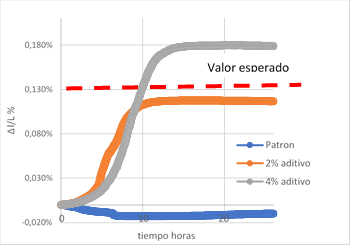 0,180%
Valor esperado
0,130%
ΔI/L %
0,080%
Patron
2% aditivo
0,030%
4% aditivo
-0,020%
0 10 20
tiempo horas